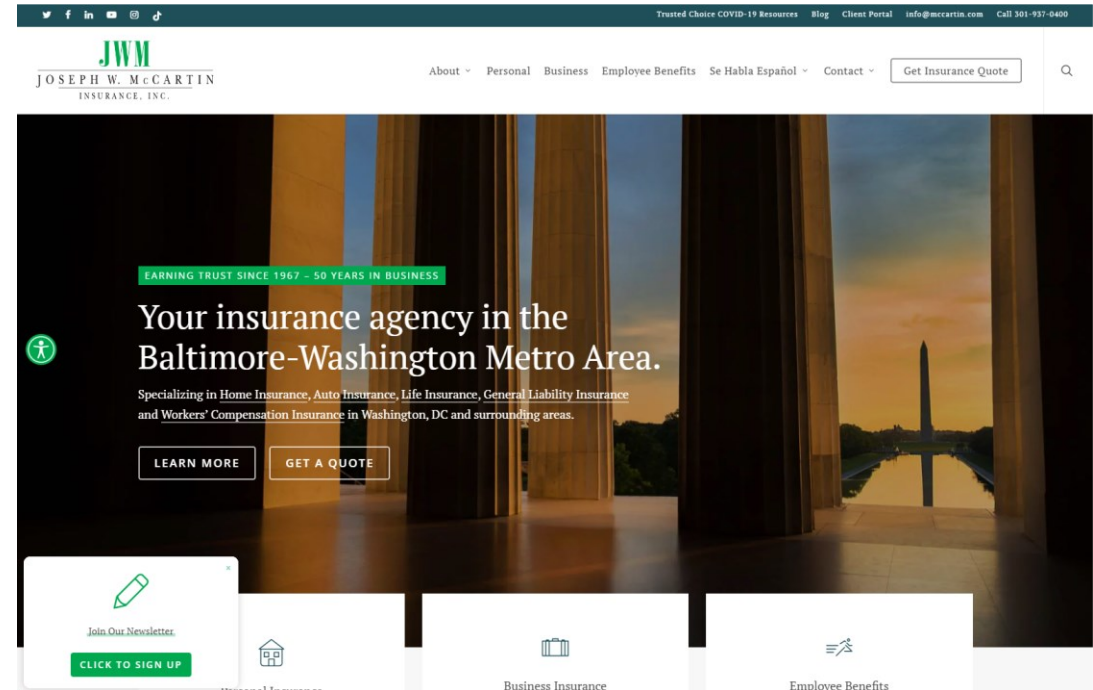 Trusted Choice COVID-19 Resources Blog Client Portal info@mccartin.com Call 301-937-0400
JWM
JOSEPH W. McCARTIN
INSURANCE, INC.
About Personal Business Employee Benefits Se Habla Español Contact Get Insurance Quote
EARNING TRUST SINCE 1967 – 50 YEARS IN BUSINESS
Your insurance agency in the
Baltimore-Washington Metro Area.
Specializing in Home Insurance, Auto Insurance, Life Insurance, General Liability Insurance
and Workers’ Compensation Insurance in Washington, DC and surrounding areas.
LEARN MORE GET A QUOTE
Join Our Newsletter
CLICK TO SIGN UP
Personal Insurance Business Insurance Employee Benefits